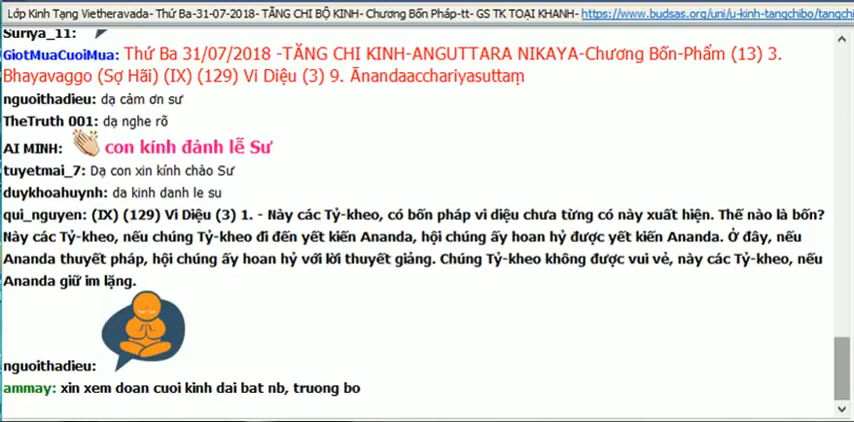 Lớp Kinh Tạng Vietheravada- Thứ Ba-31-07-2018- TĂNG CHI BỘ KINH- Chương Bốn Pháp-tt- GS TK TOẠI KHANH- https://www.budsas.org/uni/u-kinh-tangchibo/tangchi
Suriya_11:
GiotMuaCuoiMua: Thứ Ba 31/07/2018 -TĂNG CHI KINH-ANGUTTARA NIKAYA-Chương Bốn-Phẩm (13) 3.
Bhayavaggo (Sợ Hãi) (IX) (129) Vi Diệu (3) 9. Ānandaacchariyasuttaṃ
nguoithadieu: dạ cảm ơn sư
TheTruth 001: dạ nghe rõ
AI MINH: con kính đảnh lễ Sư
tuyetmai_7: Dạ con xin kính chào Sư
duykhoahuynh: da kinh danh le su
qui_nguyen: (IX) (129) Vi Diệu (3) 1. - Này các Tỷ-kheo, có bốn pháp vi diệu chưa từng có này xuất hiện. Thế nào là bốn?
Này các Tỷ-kheo, nếu chúng Tỷ-kheo đi đến yết kiến Ananda, hội chúng ấy hoan hỷ được yết kiến Ananda. Ở đây, nếu
Ananda thuyết pháp, hội chúng ấy hoan hỷ với lời thuyết giảng. Chúng Tỷ-kheo không được vui vẻ, này các Tỷ-kheo, nếu
Ananda giữ im lặng.
nguoithadieu:
ammay: xin xem doan cuoi kinh dai bat nb, truong bo